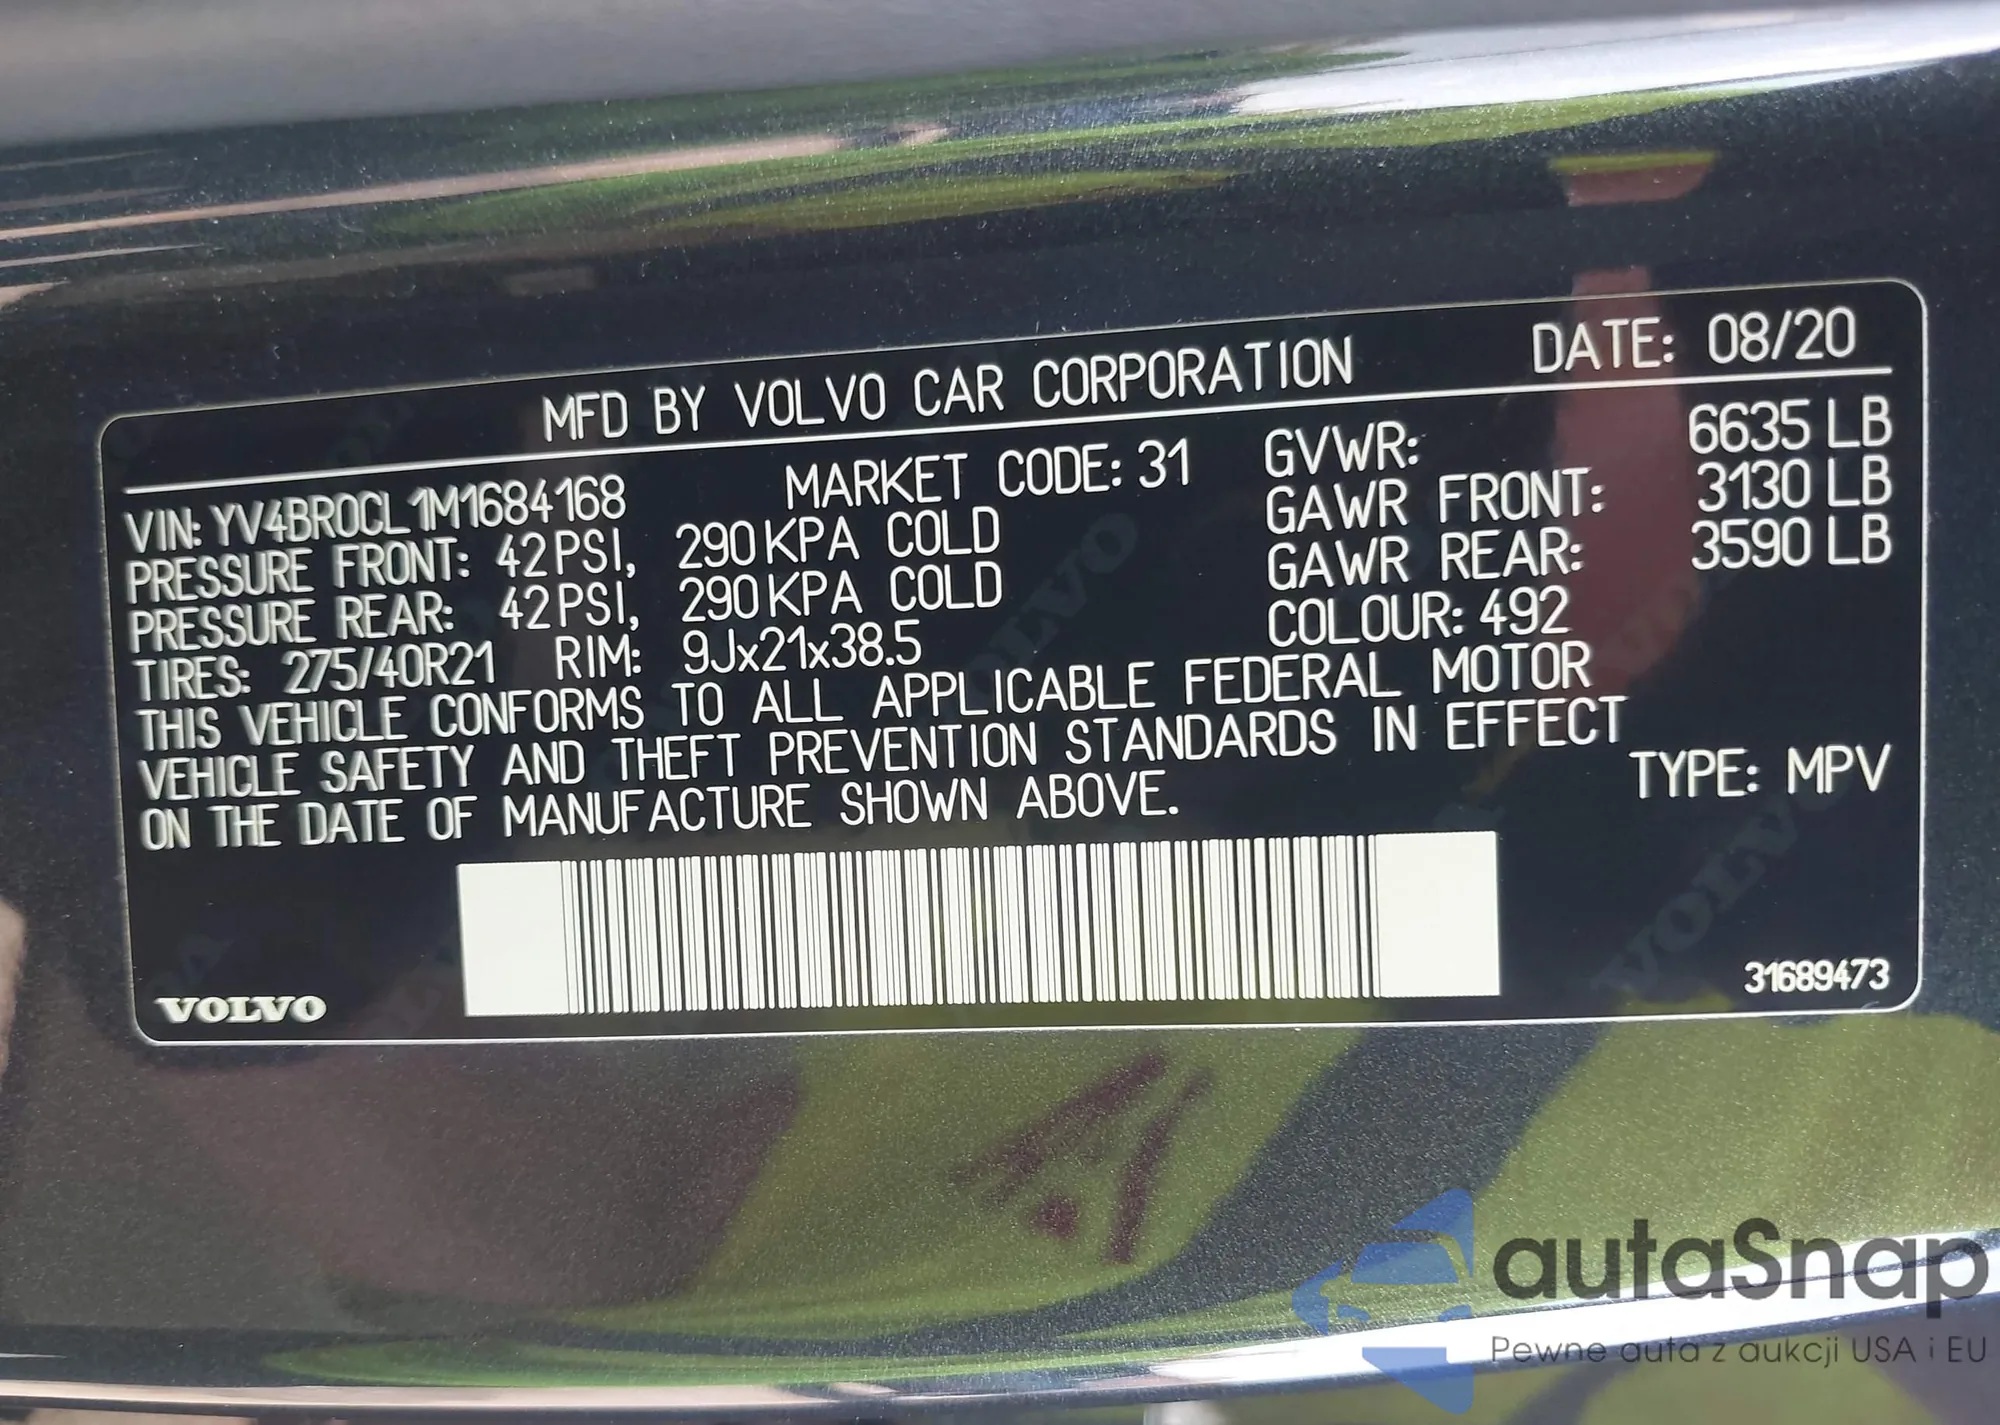 MFD BY VOLVO CAR CORPORATION DATE: 08/20
VIN: YV4BR0CL1M1684168 MARKET CODE: 31 GVWR: 6635 LB
PRESSURE FRONT: 42 PSI, 290 KPA COLD GAWR FRONT: 3130 LB
PRESSURE REAR: 42 PSI, 290 KPA COLD GAWR REAR: 3590 LB
TIRES: 275/40R21 RIM: 9Jx21x38.5 COLOUR: 492
THIS VEHICLE CONFORMS TO ALL APPLICABLE FEDERAL MOTOR
VEHICLE SAFETY AND THEFT PREVENTION STANDARDS IN EFFECT
ON THE DATE OF MANUFACTURE SHOWN ABOVE. TYPE: MPV
VOLVO 31689473
autaSnap
Pewne auta z aukcji USA i EU